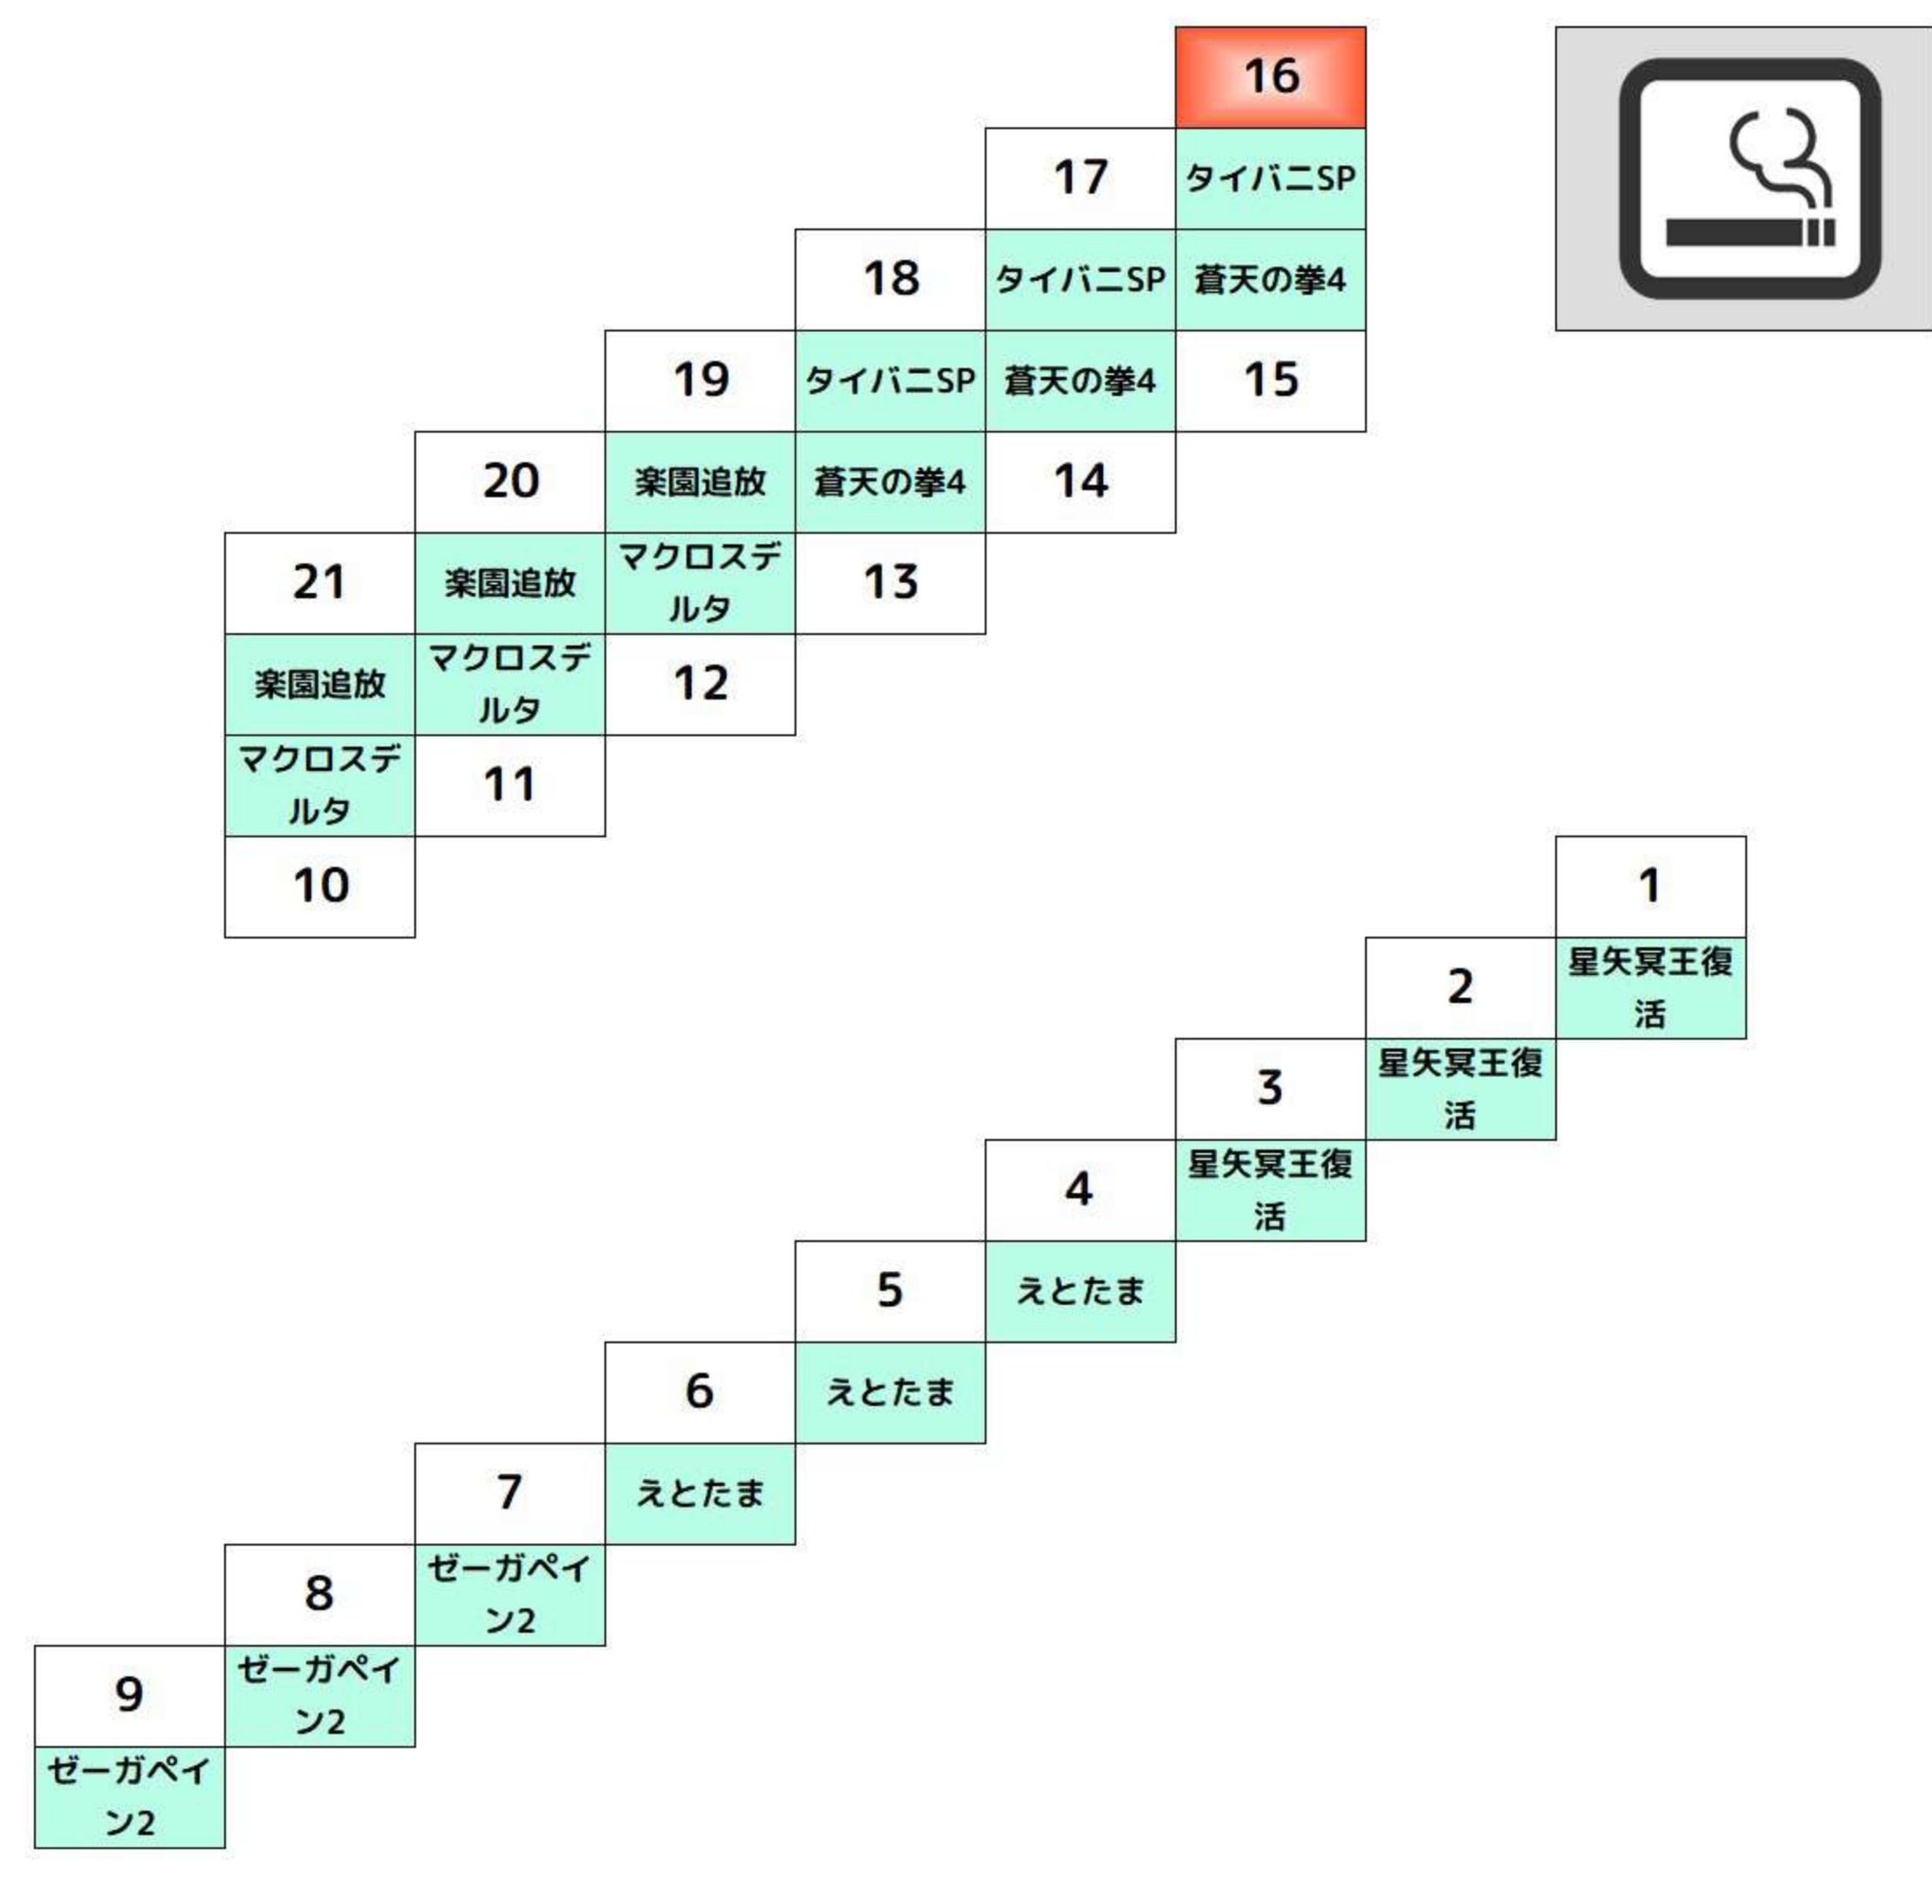 16
17 タイバニSP
18 タイバニSP 蒼天の拳4
19 タイバニSP 蒼天の拳4 15
20 楽園追放 蒼天の拳4 14
21 楽園追放 マクロスデ
ルタ 13
楽園追放 マクロスデ
ルタ 12
マクロスデ
ルタ 11
10 1
2 星矢冥王復
活
3 星矢冥王復
活
4 星矢冥王復
活
5 えとたま
6 えとたま
7 えとたま
8 ゼーガペイ
ン2
9 ゼーガペイ
ン2
ゼーガペイ
ン2